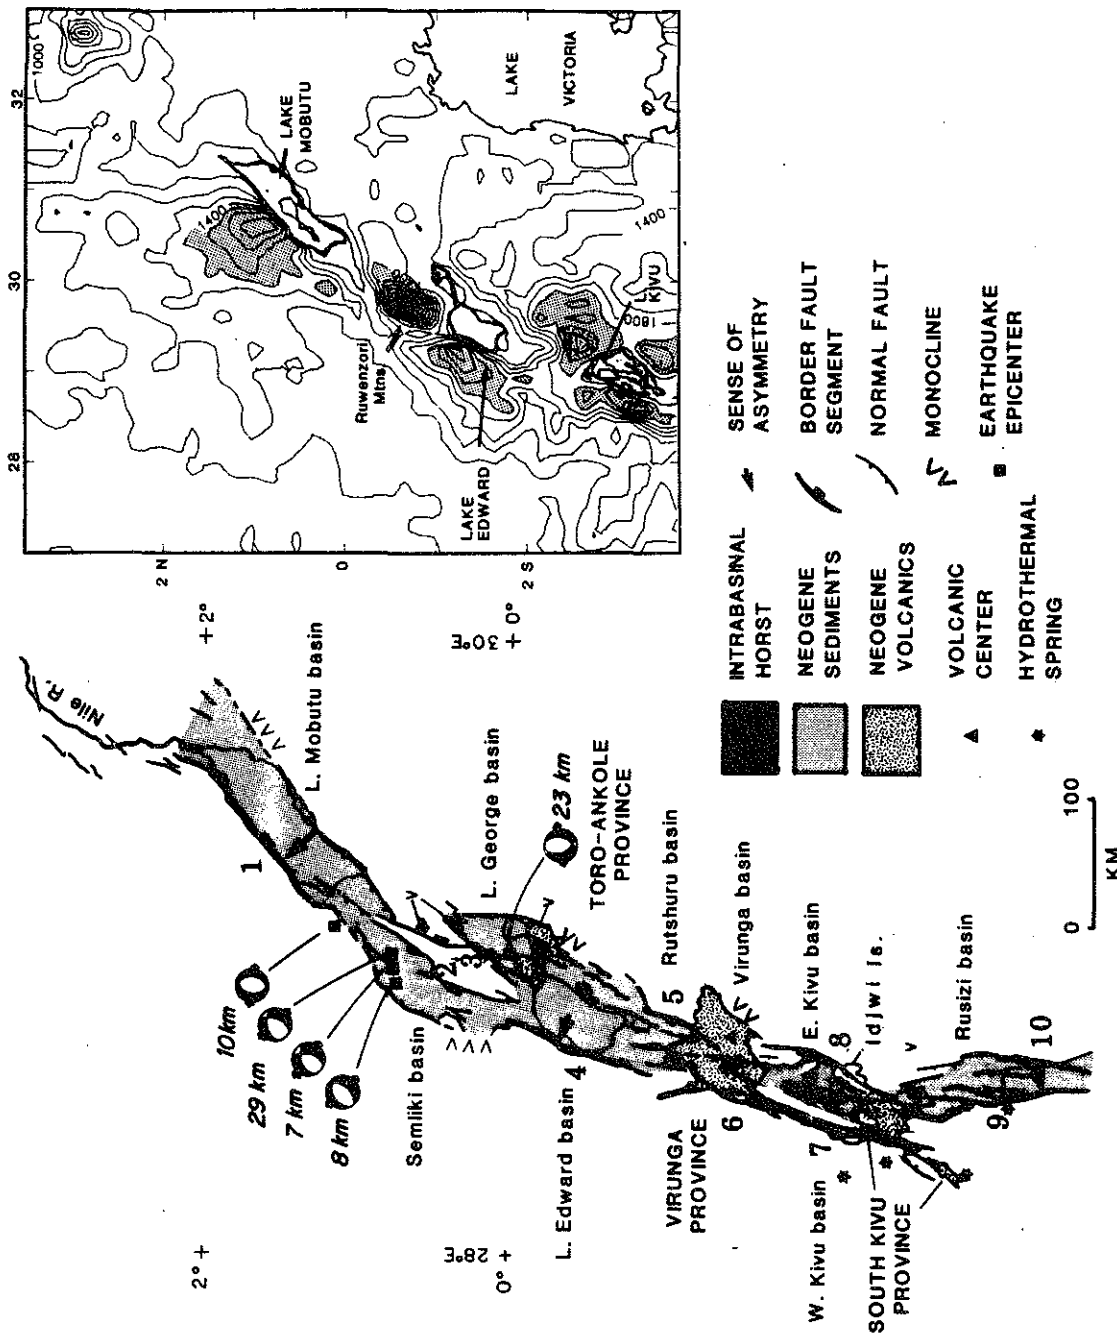 Nile R.
1
L. Mobutu basin
10km
29 km
7 km
8 km
Semliki basin
2
3
L. George basin
23 km
TORO-ANKOLE
PROVINCE
L. Edward basin
4
5
Rutshuru basin
VIRUNGA
PROVINCE
6
Virunga basin
W. Kivu basin
7
E. Kivu basin
8
Idjwi Is.
SOUTH KIVU
PROVINCE
Rusizi basin
9
10
2° +
0° +
28°E
+ 2°
+ 0°
30°E
0 100
KM
28 30 32
2 N
0
2 S
1000
LAKE
MOBUTU
1400
Ruwenzori
Mtns.
LAKE
EDWARD
LAKE
VICTORIA
1400
L. KIVU
1800
INTRABASINAL
HORST
NEOGENE
SEDIMENTS
NEOGENE
VOLCANICS
VOLCANIC
CENTER
HYDROTHERMAL
SPRING
SENSE OF
ASYMMETRY
BORDER FAULT
SEGMENT
NORMAL FAULT
MONOCLINE
EARTHQUAKE
EPICENTER